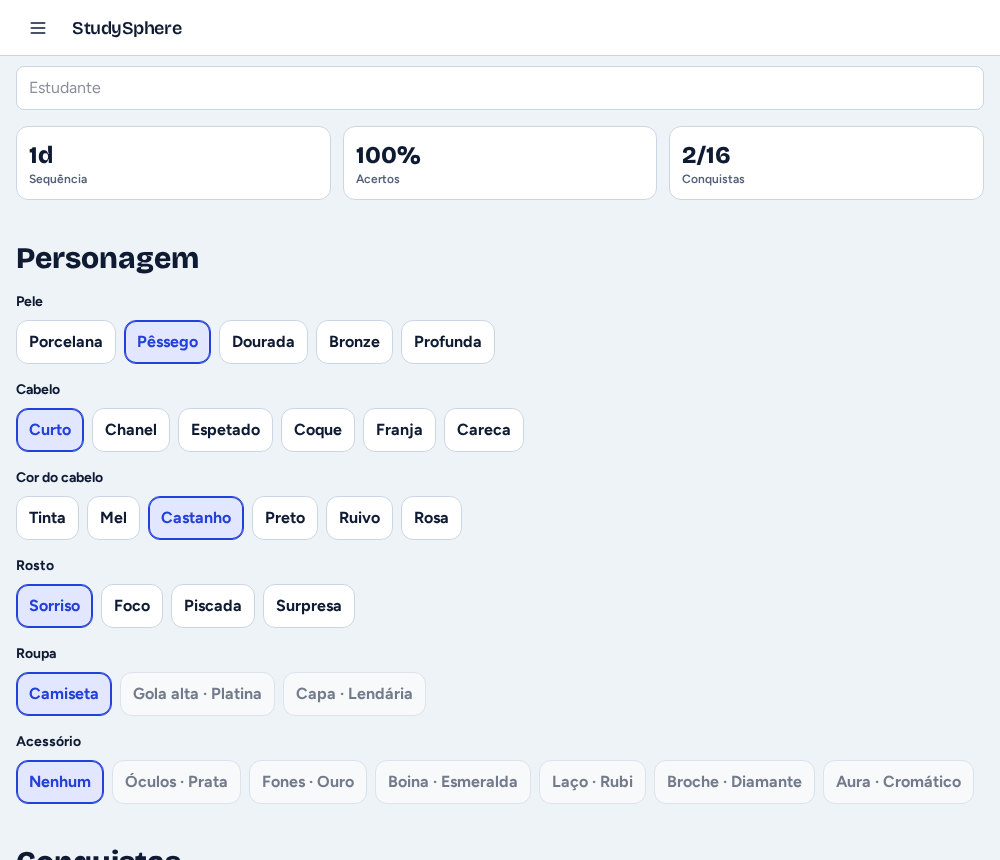 StudySphere
Estudante
1d
Sequência
100%
Acertos
2/16
Conquistas
Personagem
Pele
Porcelana
Pêssego
Dourada
Bronze
Profunda
Cabelo
Curto
Chanel
Espetado
Coque
Franja
Careca
Cor do cabelo
Tinta
Mel
Castanho
Preto
Ruivo
Rosa
Rosto
Sorriso
Foco
Piscada
Surpresa
Roupa
Camiseta
Gola alta · Platina
Capa · Lendária
Acessório
Nenhum
Óculos · Prata
Fones · Ouro
Boina · Esmeralda
Laço · Rubi
Broche · Diamante
Aura · Cromático
Conquistas